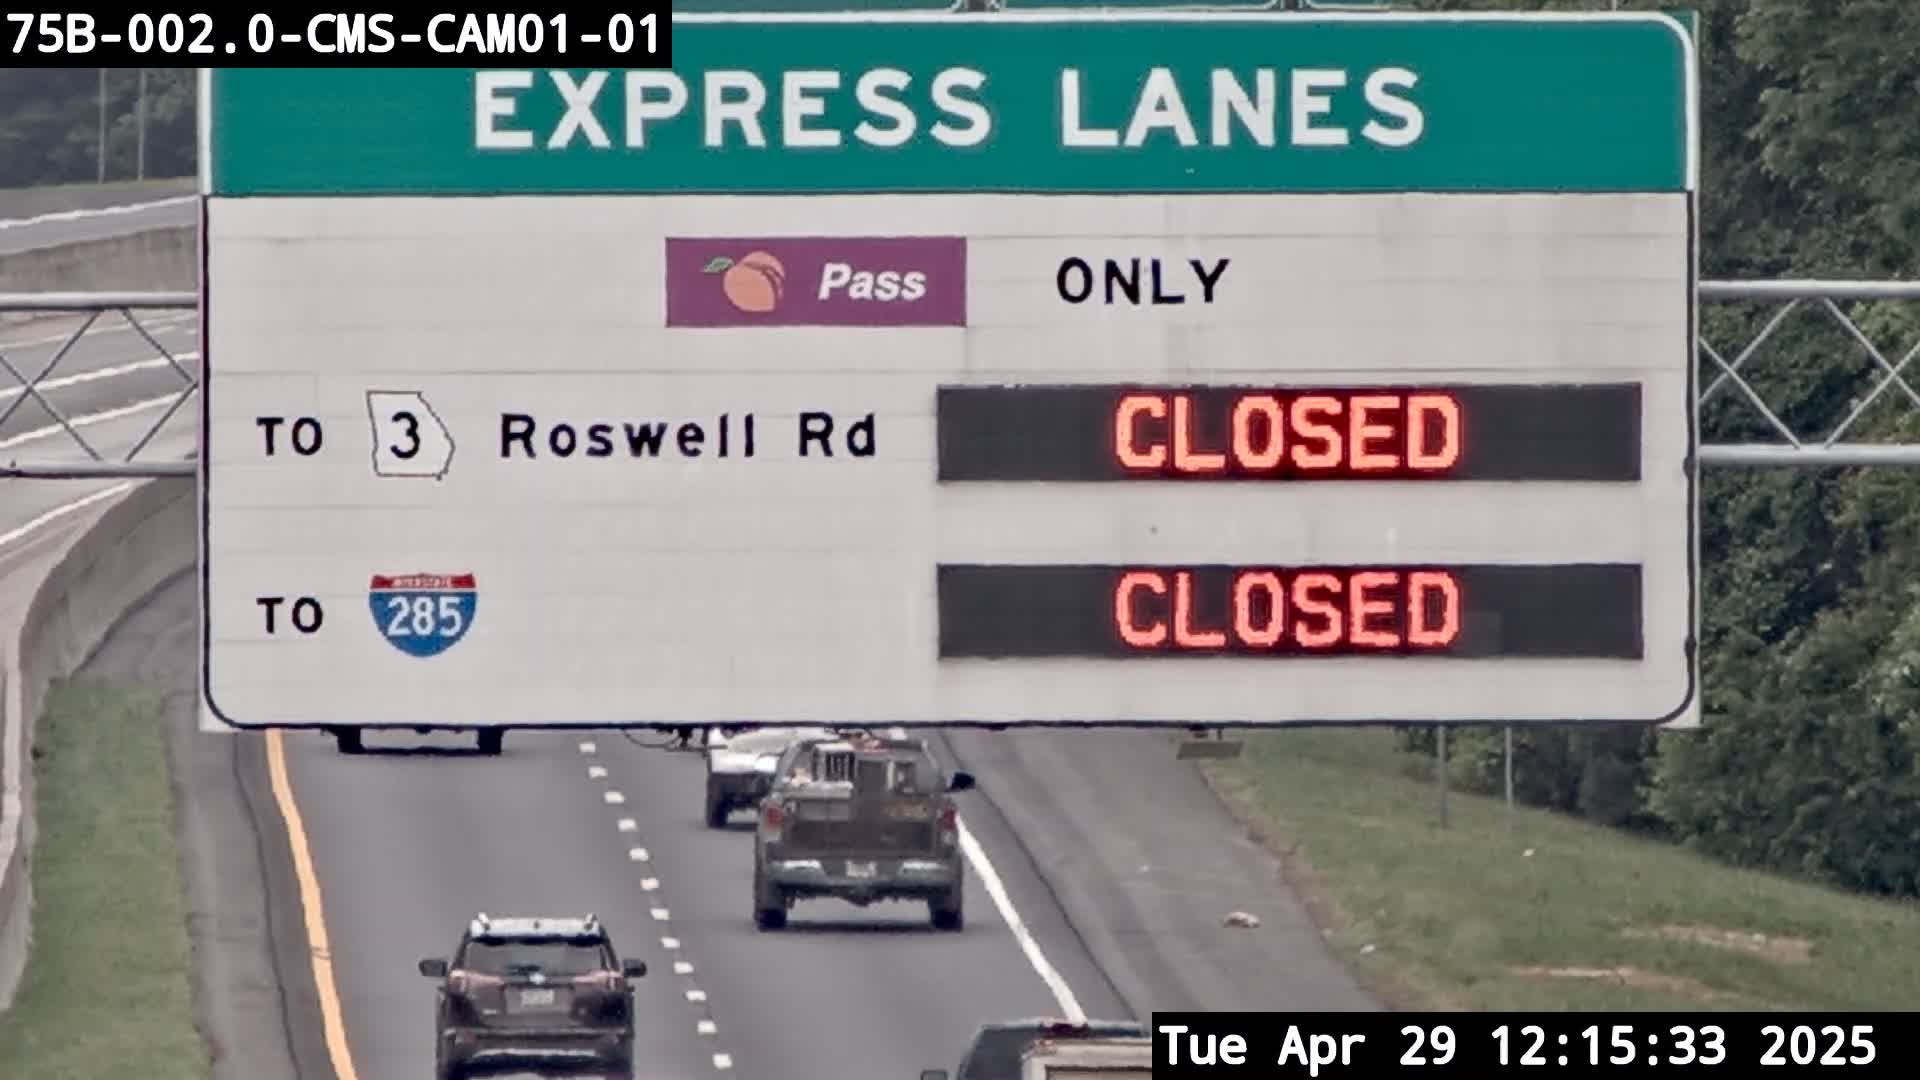 75B-002.0-CMS-CAM01-01
EXPRESS LANES
Pass ONLY
TO 3 Roswell Rd CLOSED
INTERSTATE
TO 285 CLOSED
Tue Apr 29 12:15:33 2025